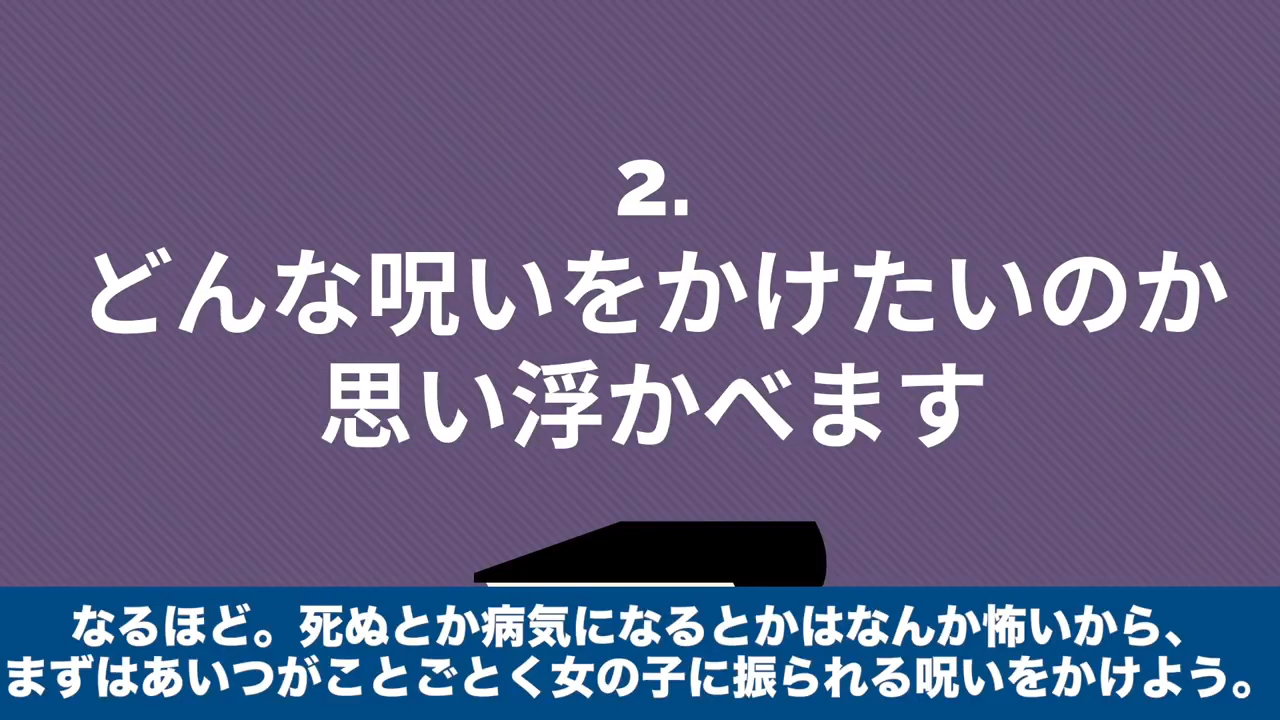 2.
どんな呪いをかけたいのか
思い浮かべます
なるほど。死ぬとか病気になるとかはなんか怖いから、
まずはあいつがことごとく女の子に振られる呪いをかけよう。